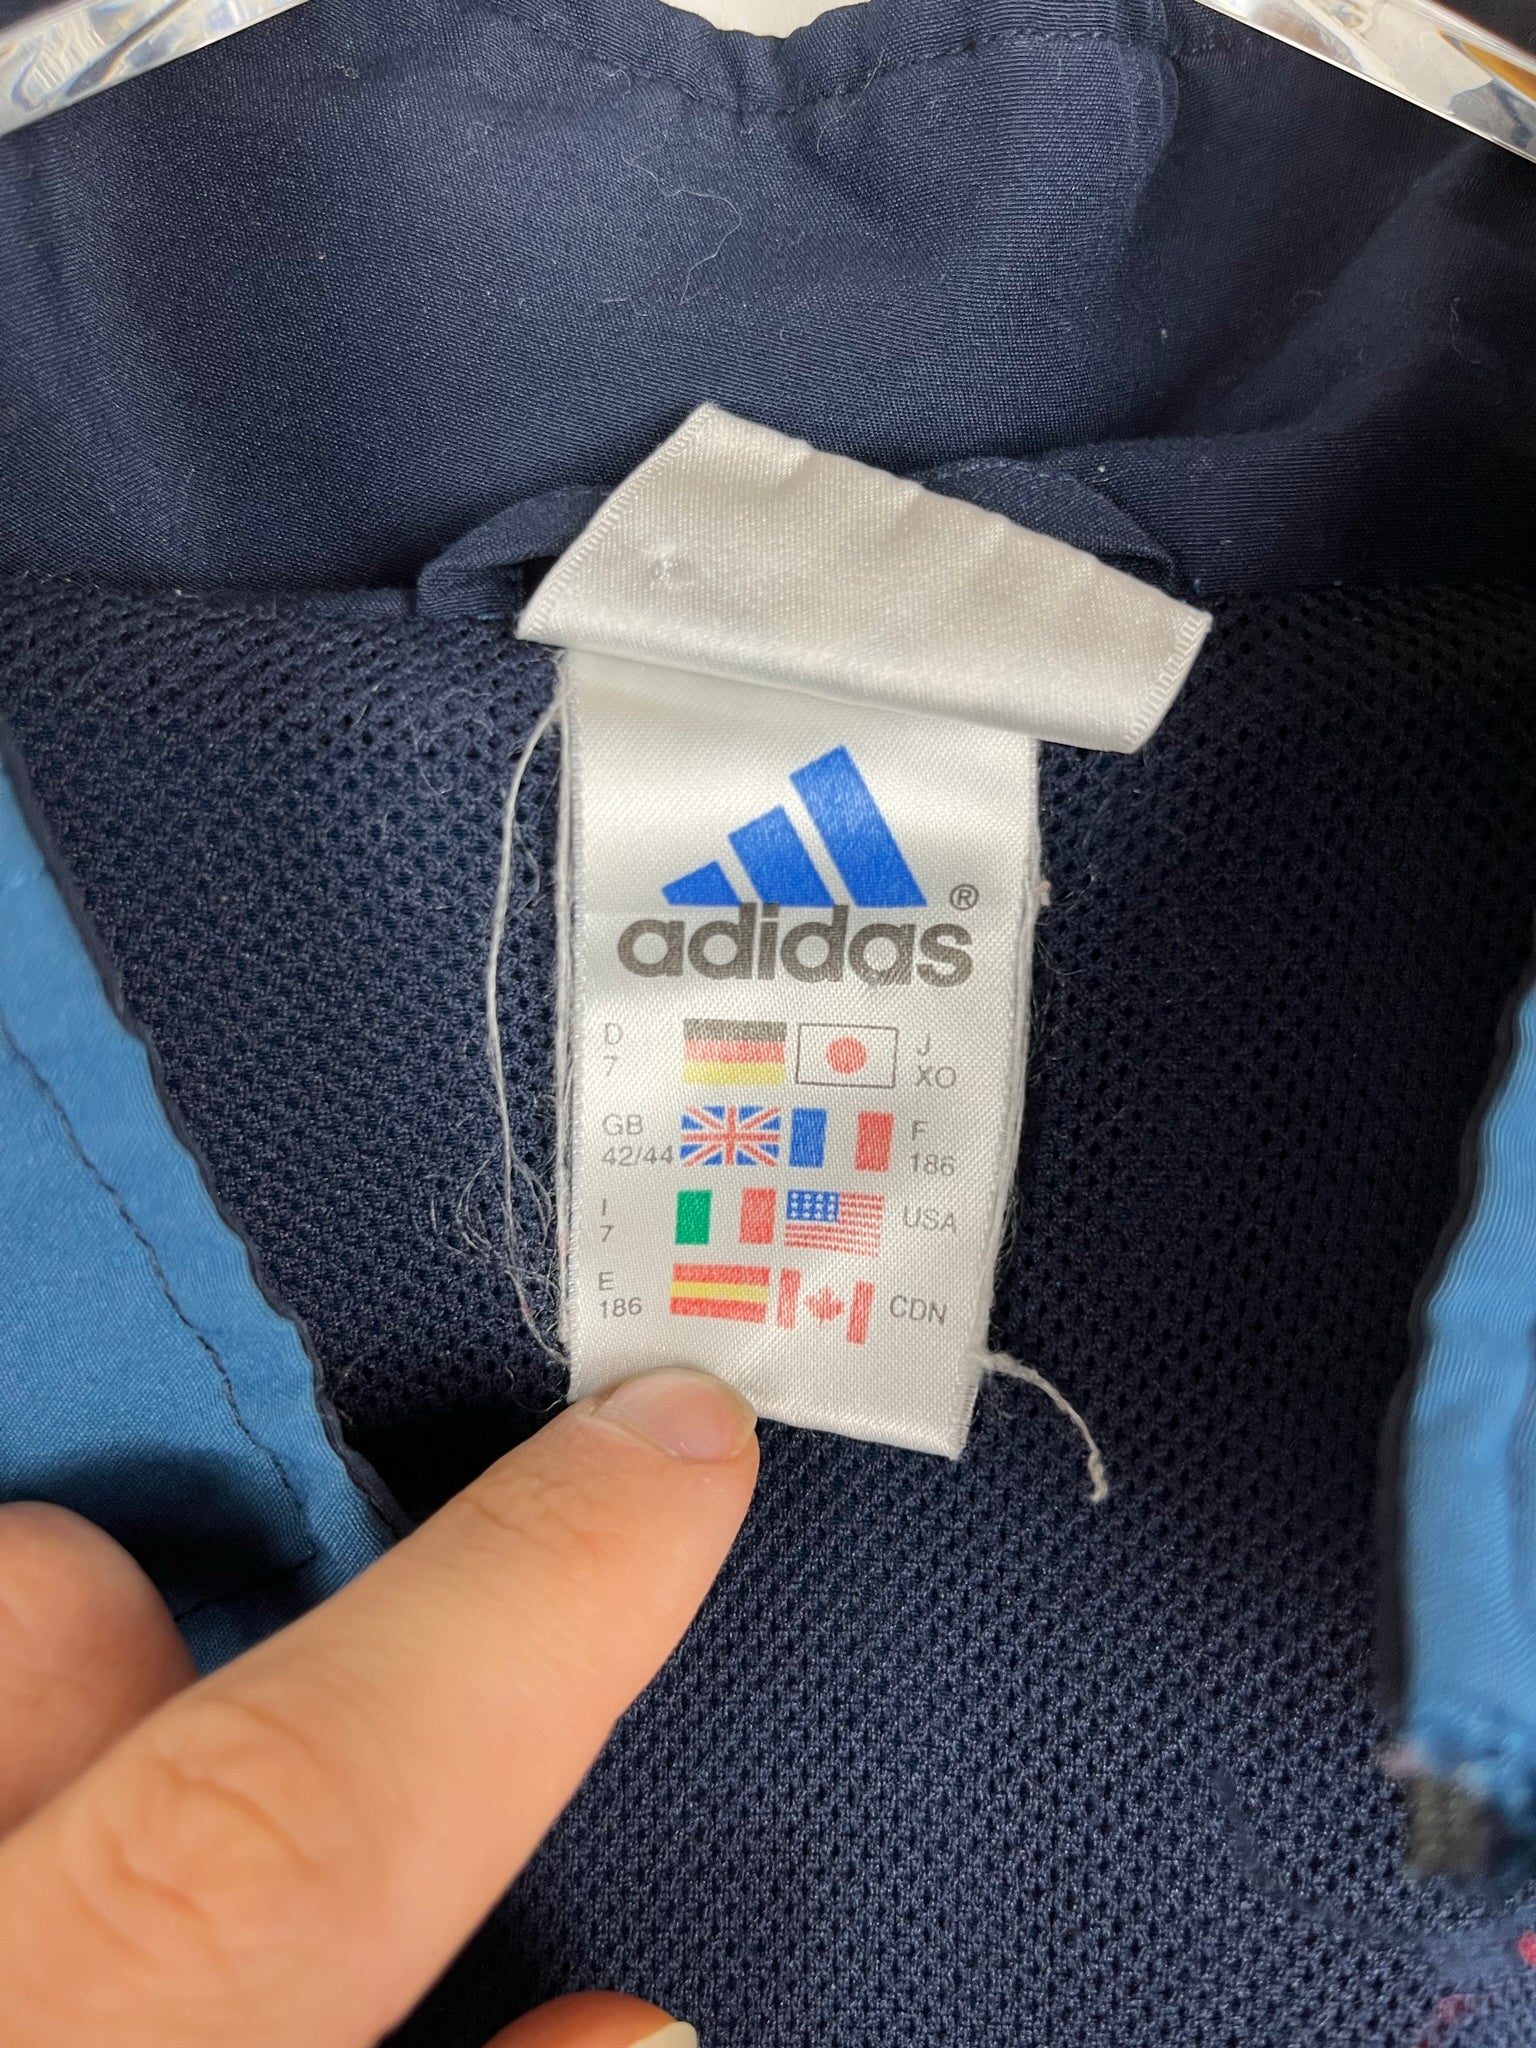 adidas®
D J
7 XO
GB F
42/44 186
I USA
7
E CDN
186